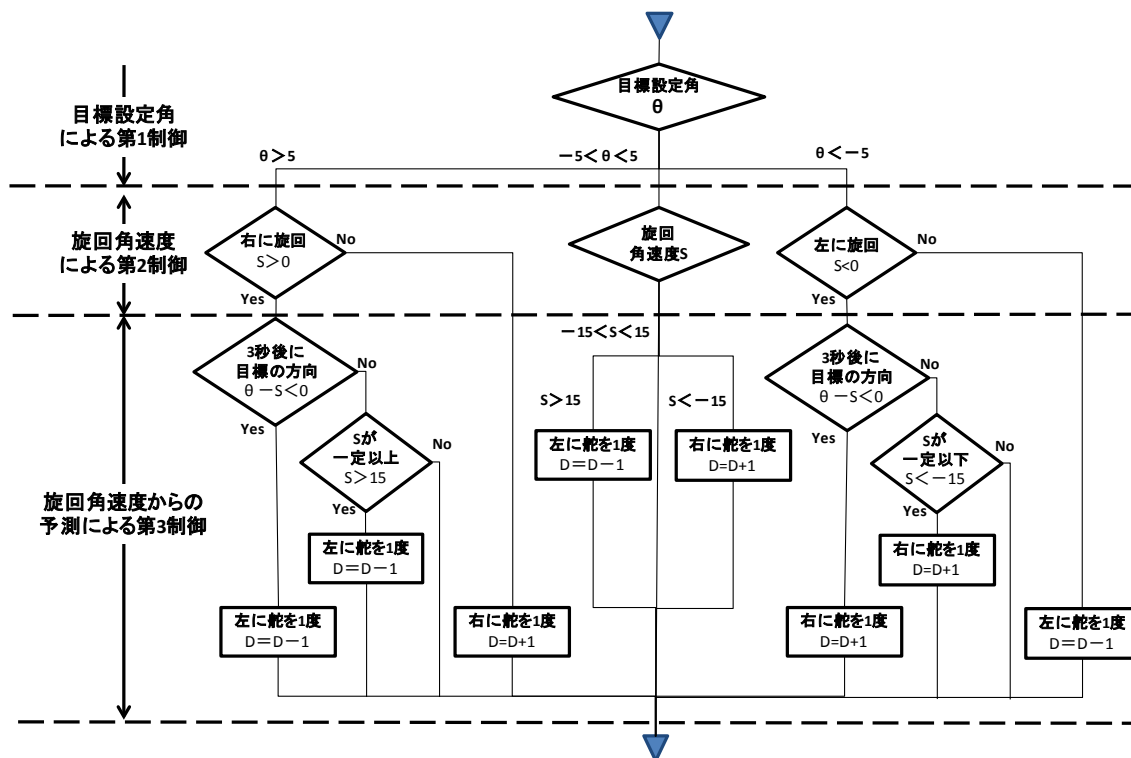 目標設定角
θ
目標設定角
による第1制御
θ>5
-5<θ<5
θ<-5
旋回角速度
による第2制御
右に旋回
S>0
No
Yes
旋回
角速度S
左に旋回
S<0
No
Yes
旋回角速度からの
予測による第3制御
3秒後に
目標の方向
θ-S<0
No
Yes
Sが
一定以上
S>15
No
Yes
左に舵を1度
D=D-1
左に舵を1度
D=D-1
右に舵を1度
D=D+1
-15<S<15
S>15
S<-15
左に舵を1度
D=D-1
右に舵を1度
D=D+1
3秒後に
目標の方向
θ-S<0
No
Yes
Sが
一定以下
S<-15
No
Yes
右に舵を1度
D=D+1
右に舵を1度
D=D+1
左に舵を1度
D=D-1